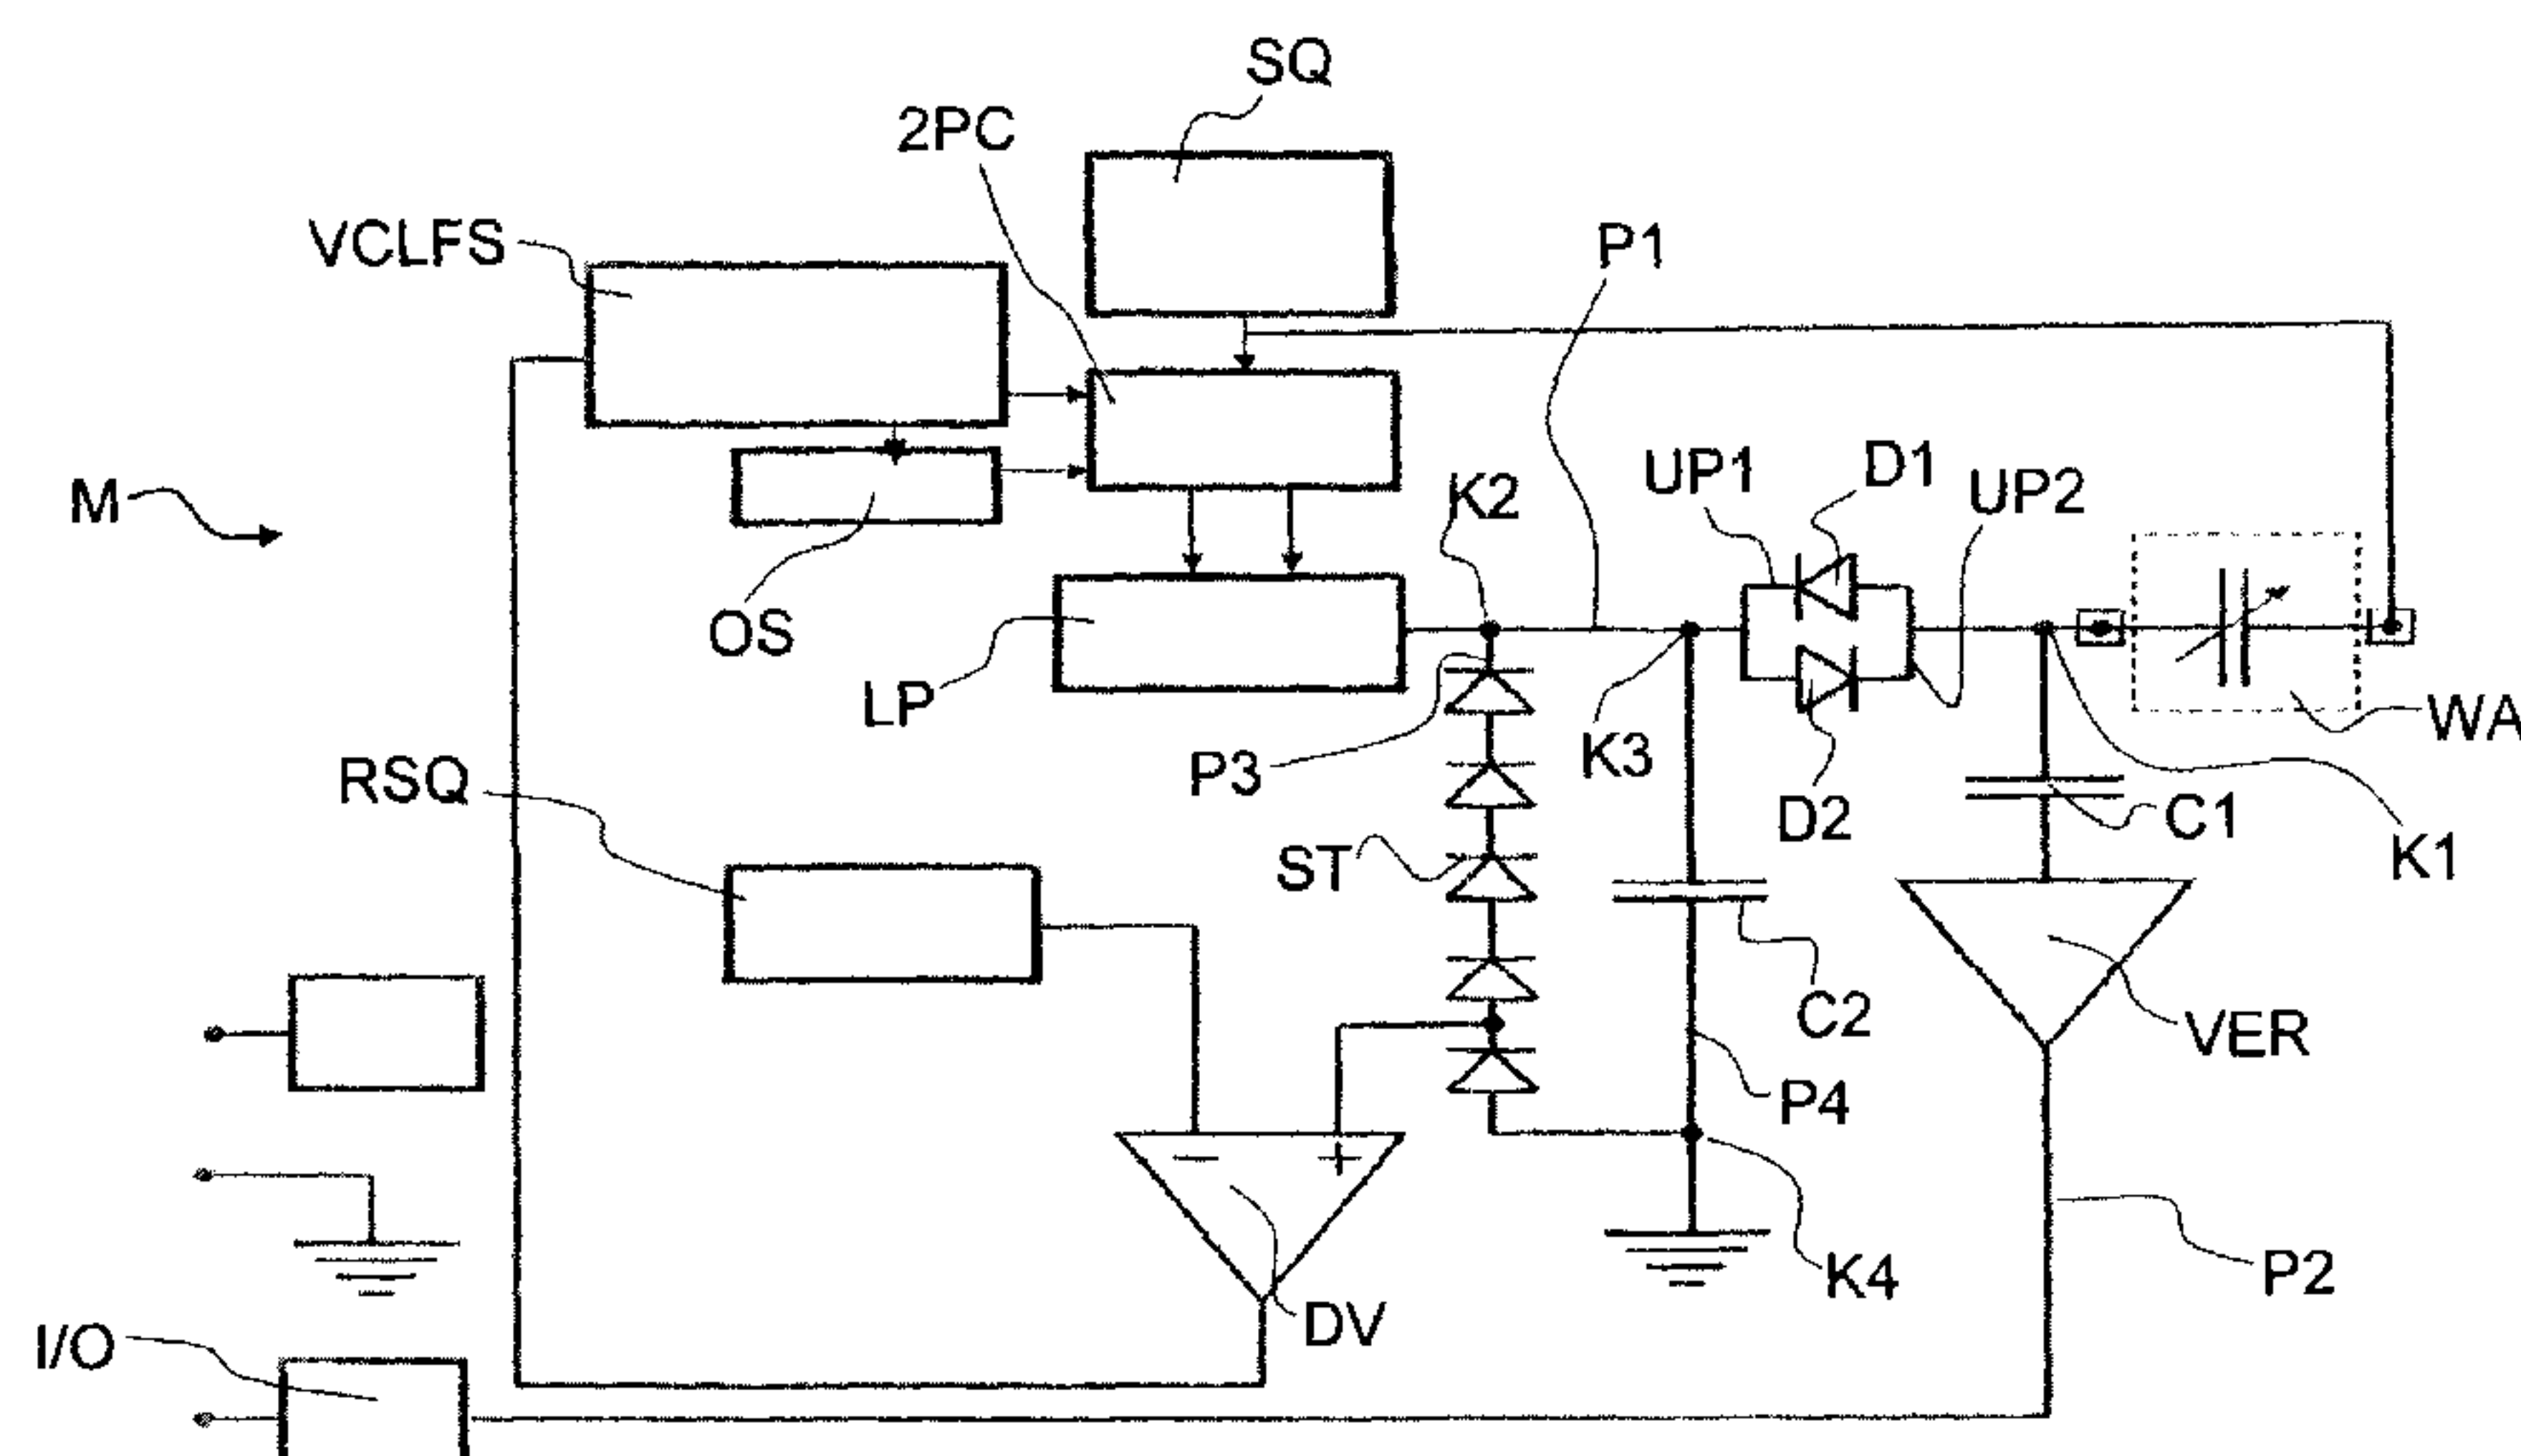 SQ
2PC
VCLFS
P1
M
K2
UP1
D1
UP2
OS
LP
P3
K3
D2
WA
RSQ
ST
C1
K1
C2
VER
P4
− +
K4
P2
DV
I/O